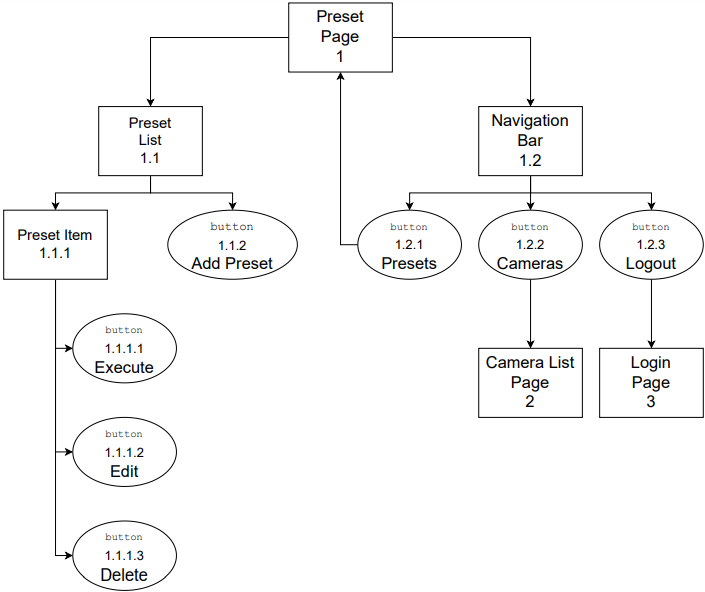 Preset
Page
1
Preset
List
1.1
Navigation
Bar
1.2
Preset Item
1.1.1
button
1.1.2
Add Preset
button
1.2.1
Presets
button
1.2.2
Cameras
button
1.2.3
Logout
button
1.1.1.1
Execute
Camera List
Page
2
Login
Page
3
button
1.1.1.2
Edit
button
1.1.1.3
Delete